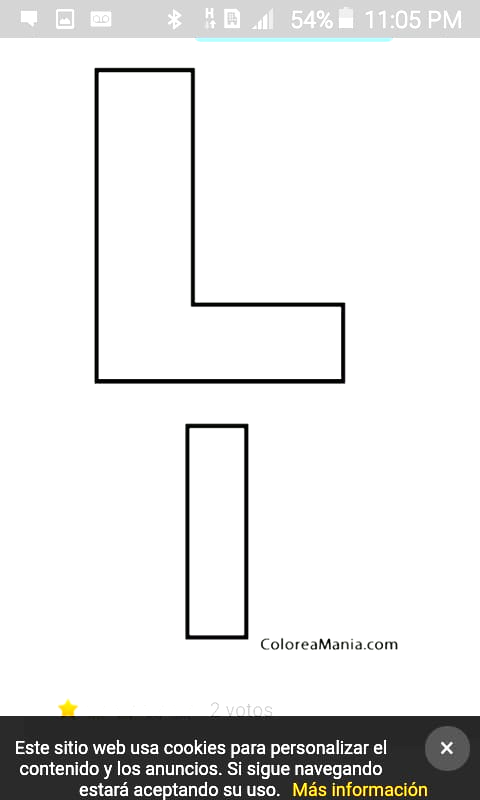 H 54% 11:05 PM
L
l
ColoreaMania.com
2 votos
Este sitio web usa cookies para personalizar el
contenido y los anuncios. Si sigue navegando
estará aceptando su uso. Más información